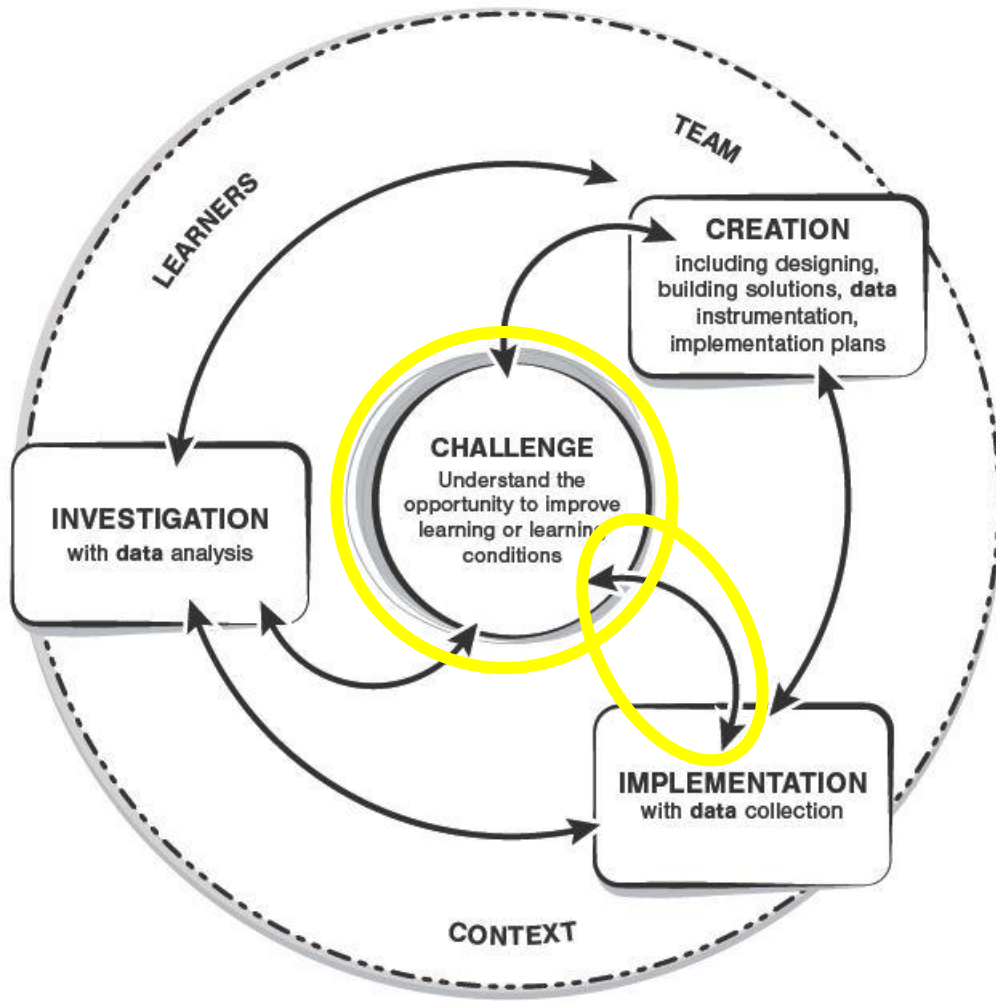 TEAM
LEARNERS
CREATION
including designing,
building solutions, data
instrumentation,
implementation plans
CHALLENGE
Understand the
opportunity to improve
learning or learning
conditions
INVESTIGATION
with data analysis
IMPLEMENTATION
with data collection
CONTEXT